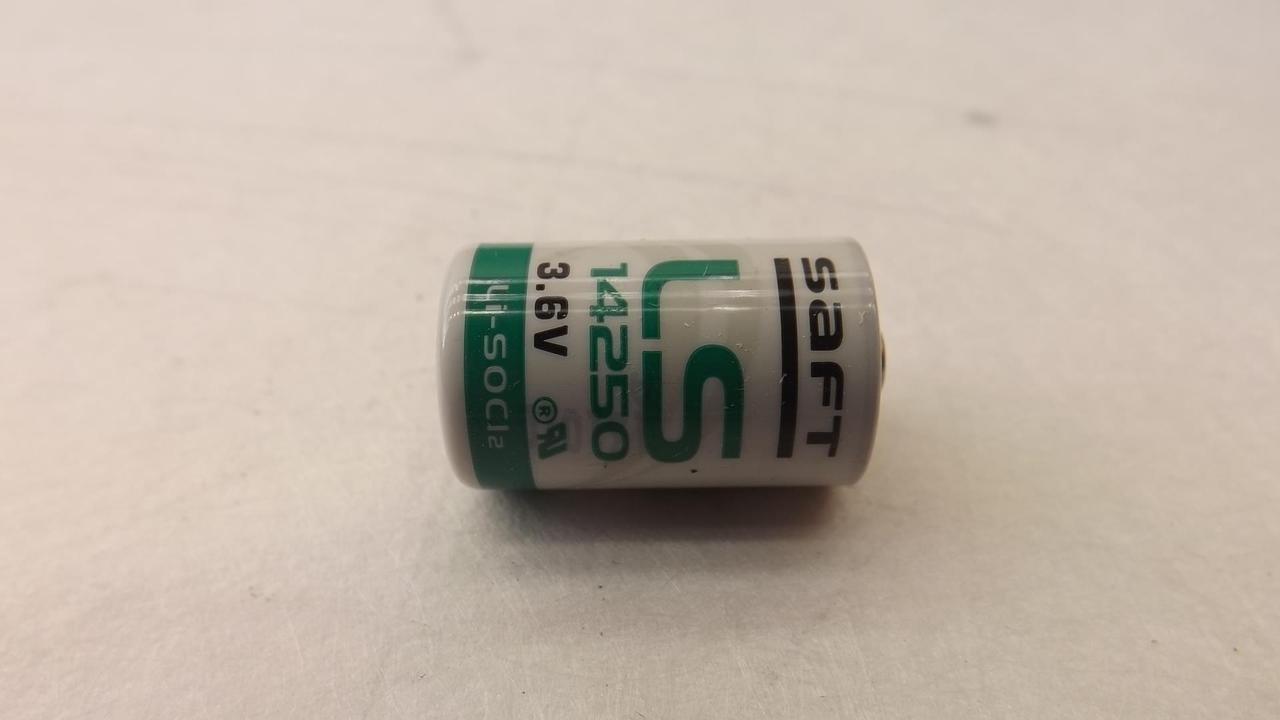 saFT
LS
14250
3.6V ®
Li-SOCl₂